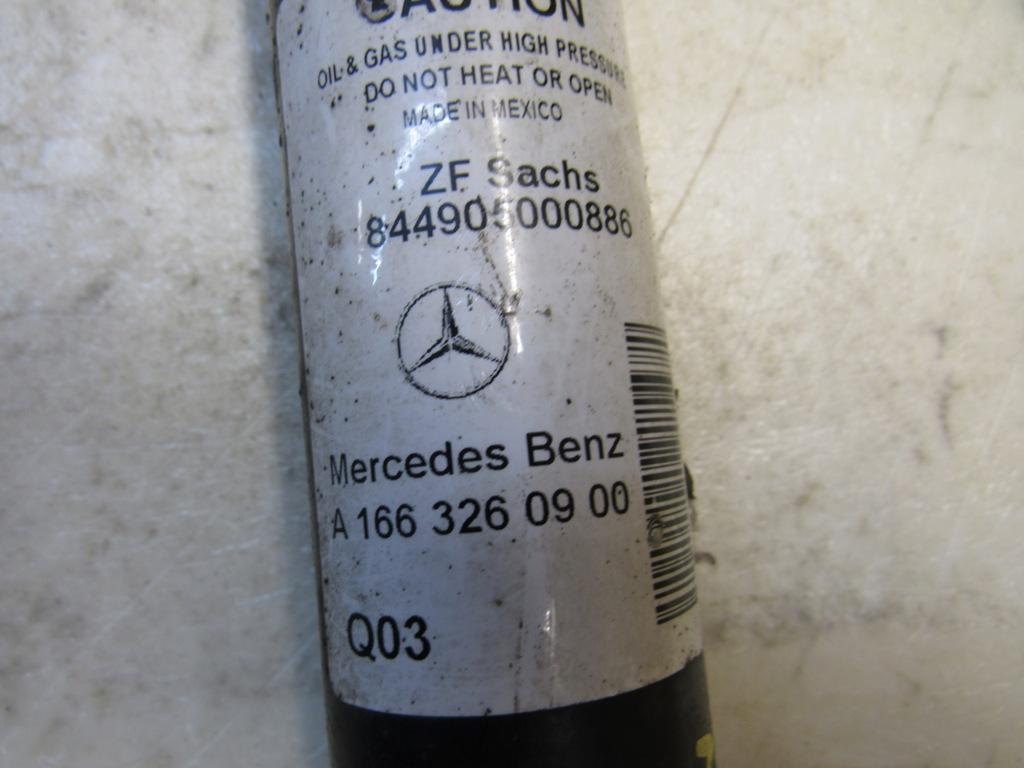 CAUTION
OIL & GAS UNDER HIGH PRESSURE
DO NOT HEAT OR OPEN
MADE IN MEXICO
ZF Sachs
844905000886
Mercedes Benz
A 166 326 09 00
Q03